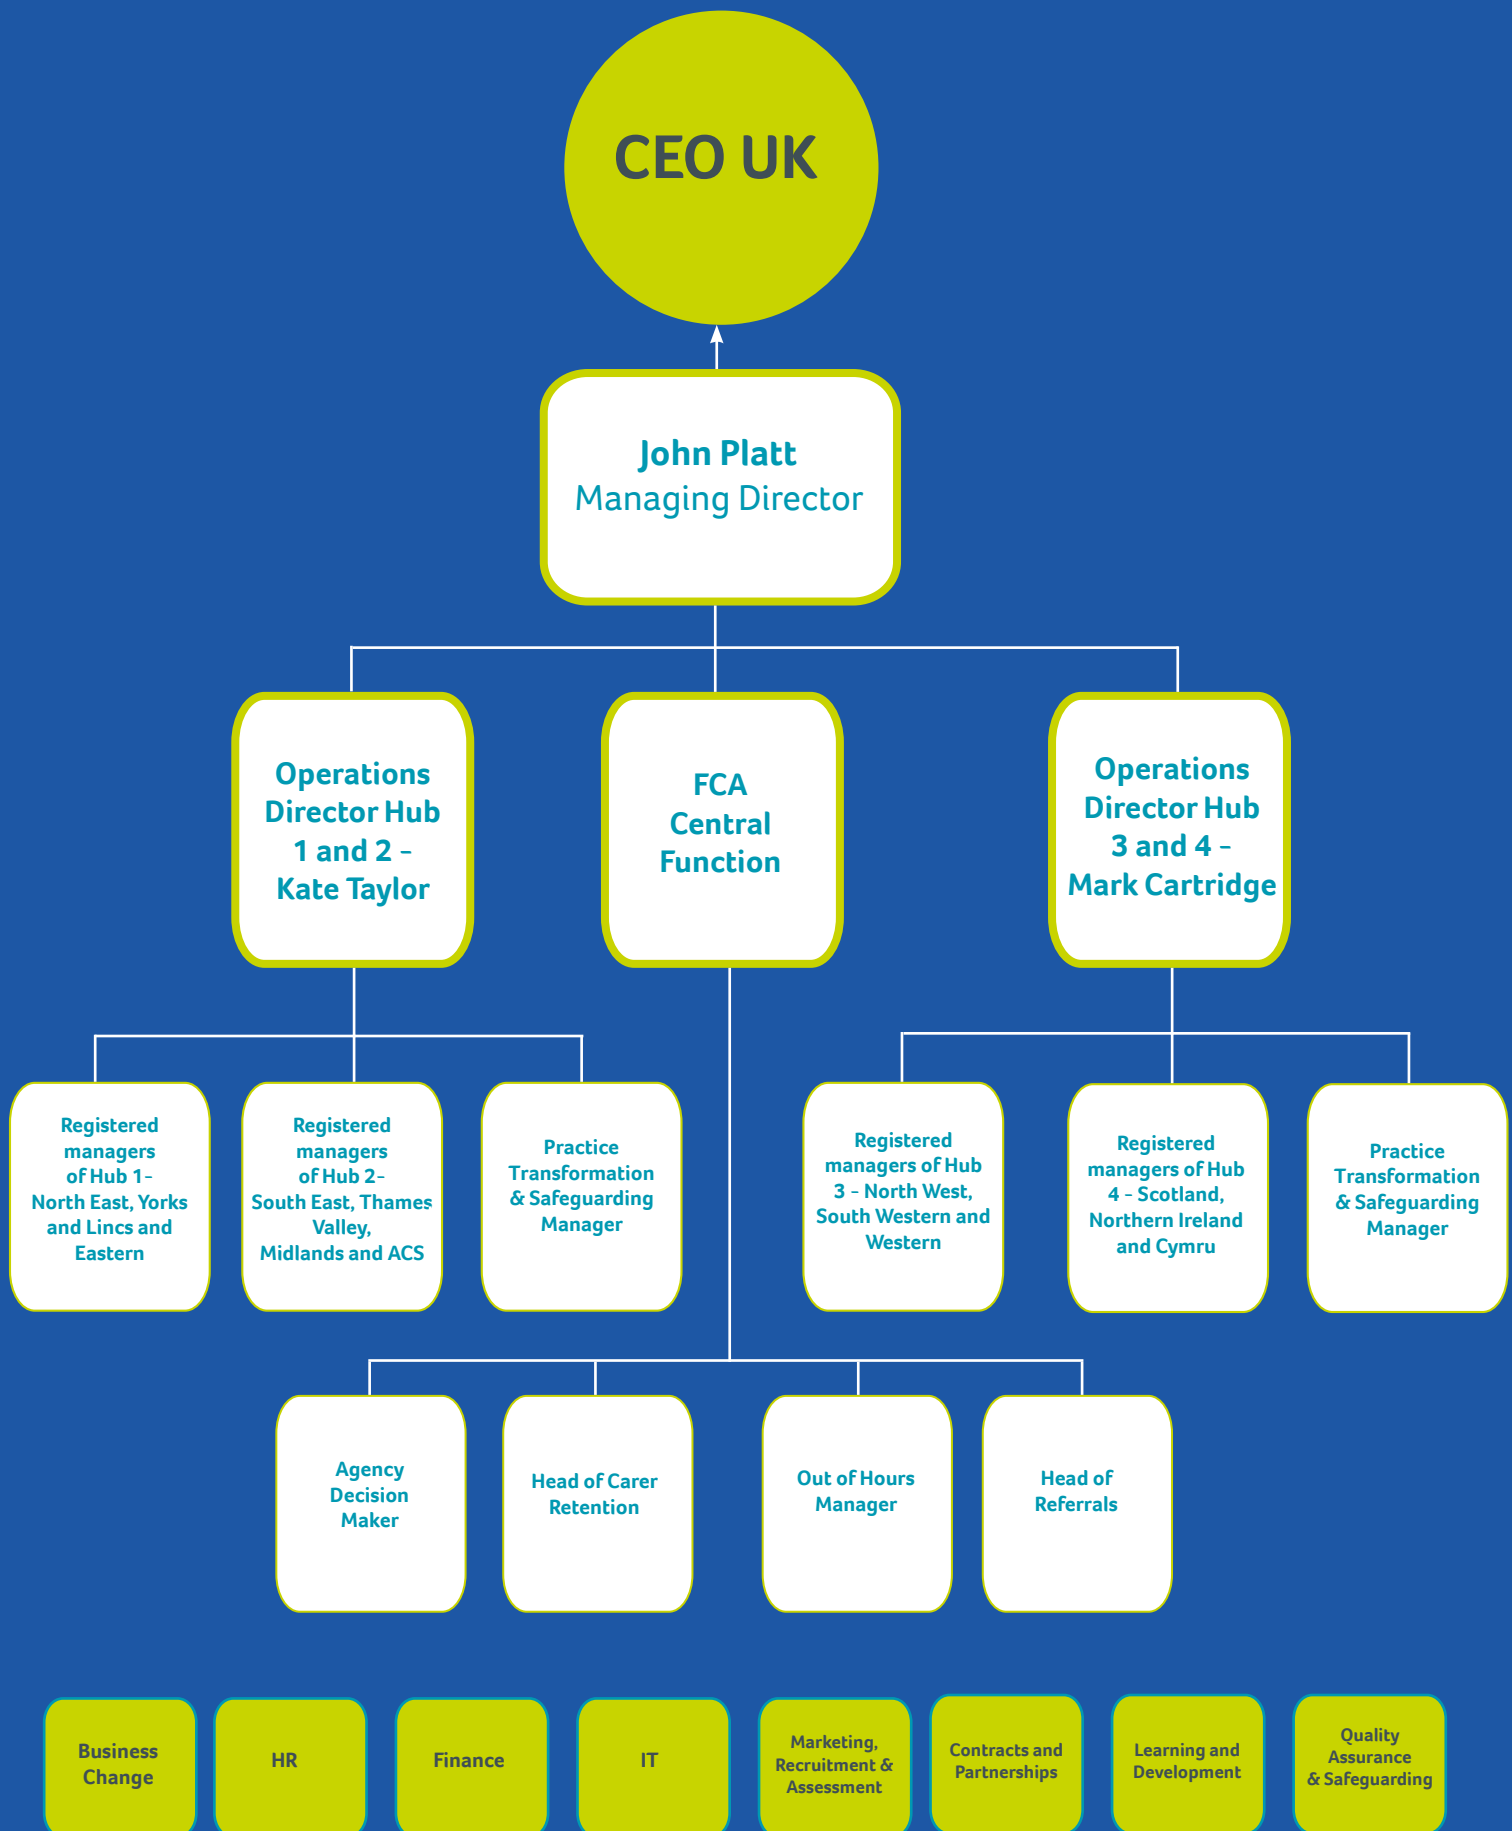 CEO UK
John Platt
Managing Director
Operations
Director Hub
1 and 2 -
Kate Taylor
FCA
Central
Function
Operations
Director Hub
3 and 4 -
Mark Cartridge
Registered
managers
of Hub 1-
North East, Yorks
and Lincs and
Eastern
Registered
managers
of Hub 2-
South East, Thames
Valley,
Midlands and ACS
Practice
Transformation
& Safeguarding
Manager
Registered
managers of Hub
3 - North West,
South Western and
Western
Registered
managers of Hub
4 - Scotland,
Northern Ireland
and Cymru
Practice
Transformation
& Safeguarding
Manager
Agency
Decision
Maker
Head of Carer
Retention
Out of Hours
Manager
Head of
Referrals
Business
Change
HR
Finance
IT
Marketing,
Recruitment &
Assessment
Contracts and
Partnerships
Learning and
Development
Quality
Assurance
& Safeguarding